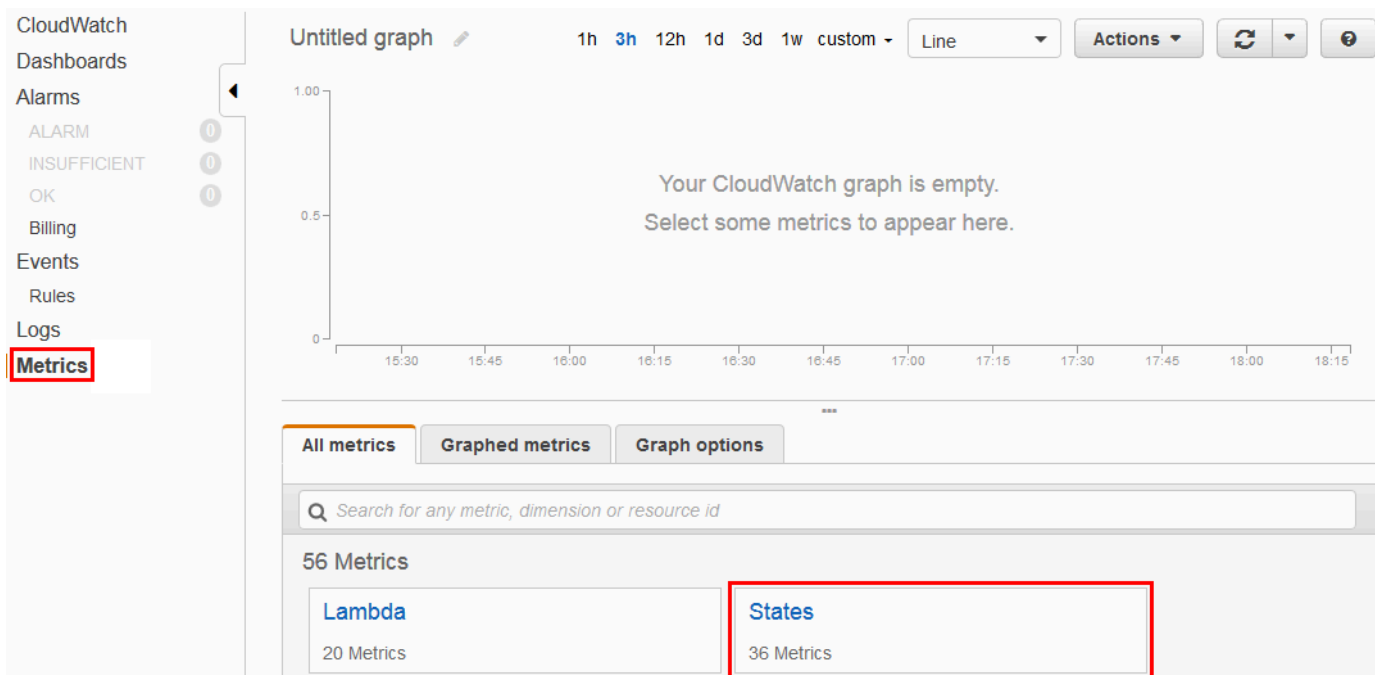 CloudWatch
Dashboards
Alarms
ALARM 0
INSUFFICIENT 0
OK 0
Billing
Events
Rules
Logs
Metrics
Untitled graph 1h 3h 12h 1d 3d 1w custom Line Actions
1.00
0.5
0
Your CloudWatch graph is empty.
Select some metrics to appear here.
15:30 15:45 16:00 16:15 16:30 16:45 17:00 17:15 17:30 17:45 18:00 18:15
All metrics Graphed metrics Graph options
Search for any metric, dimension or resource id
56 Metrics
Lambda
20 Metrics
States
36 Metrics